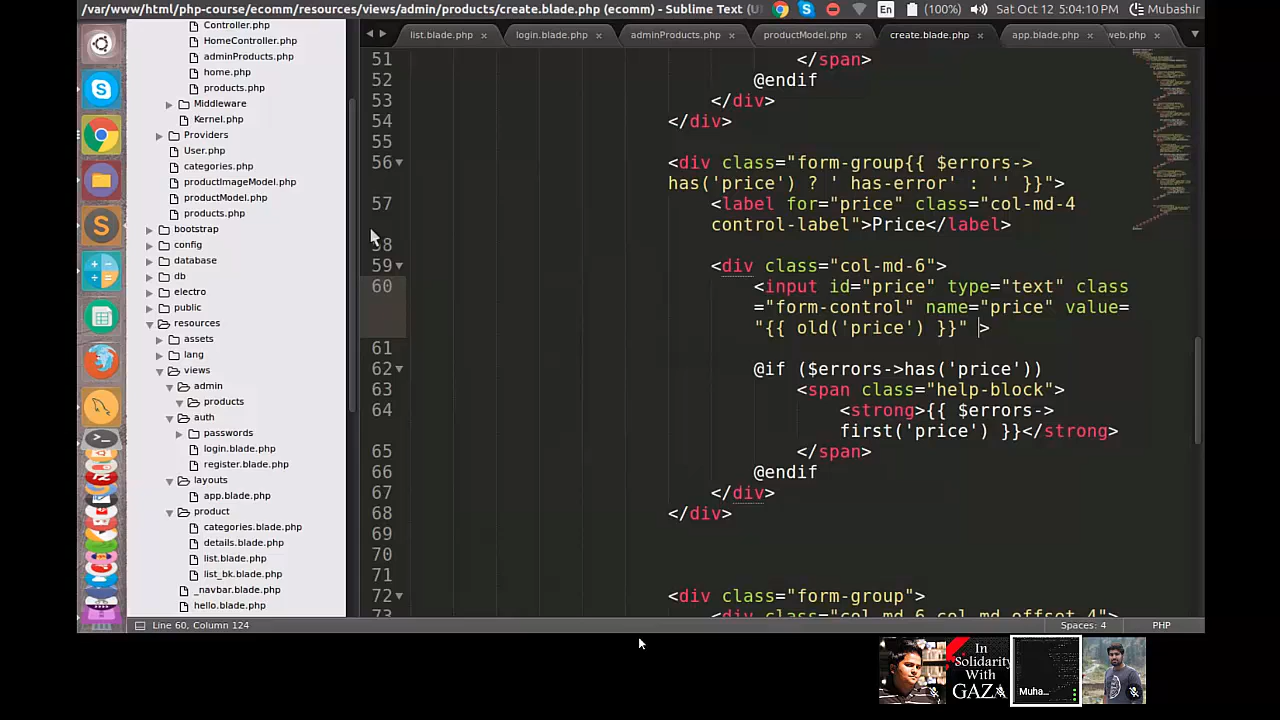 /var/www/html/php-course/ecomm/resources/views/admin/products/create.blade.php (ecomm) - Sublime Text (U
En
(100%)
Sat Oct 12 5:04:10 PM
Mubashir
Controller.php
HomeController.php
adminProducts.php
home.php
products.php
Middleware
Kernel.php
Providers
User.php
categories.php
productImageModel.php
productModel.php
products.php
bootstrap
config
database
db
electro
public
resources
assets
lang
views
admin
products
auth
passwords
login.blade.php
register.blade.php
layouts
app.blade.php
product
categories.blade.php
details.blade.php
list.blade.php
list_bk.blade.php
_navbar.blade.php
hello.blade.php
list.blade.php
login.blade.php
adminProducts.php
productModel.php
create.blade.php
app.blade.php
web.php
51 </span>
52 @endif
53 </div>
54 </div>
55
56 <div class="form-group{{ $errors->
has('price') ? ' has-error' : '' }}">
57 <label for="price" class="col-md-4
control-label">Price</label>
58
59 <div class="col-md-6">
60 <input id="price" type="text" class
="form-control" name="price" value=
"{{ old('price') }}" >
61
62 @if ($errors->has('price'))
63 <span class="help-block">
64 <strong>{{ $errors->
first('price') }}</strong>
65 </span>
66 @endif
67 </div>
68 </div>
69
70
71
72 <div class="form-group">
73 <div class="col-md-6 col-md-offset-4">
Line 60, Column 124
Spaces: 4
PHP
In
Solidarity
With
GAZA
Muha...